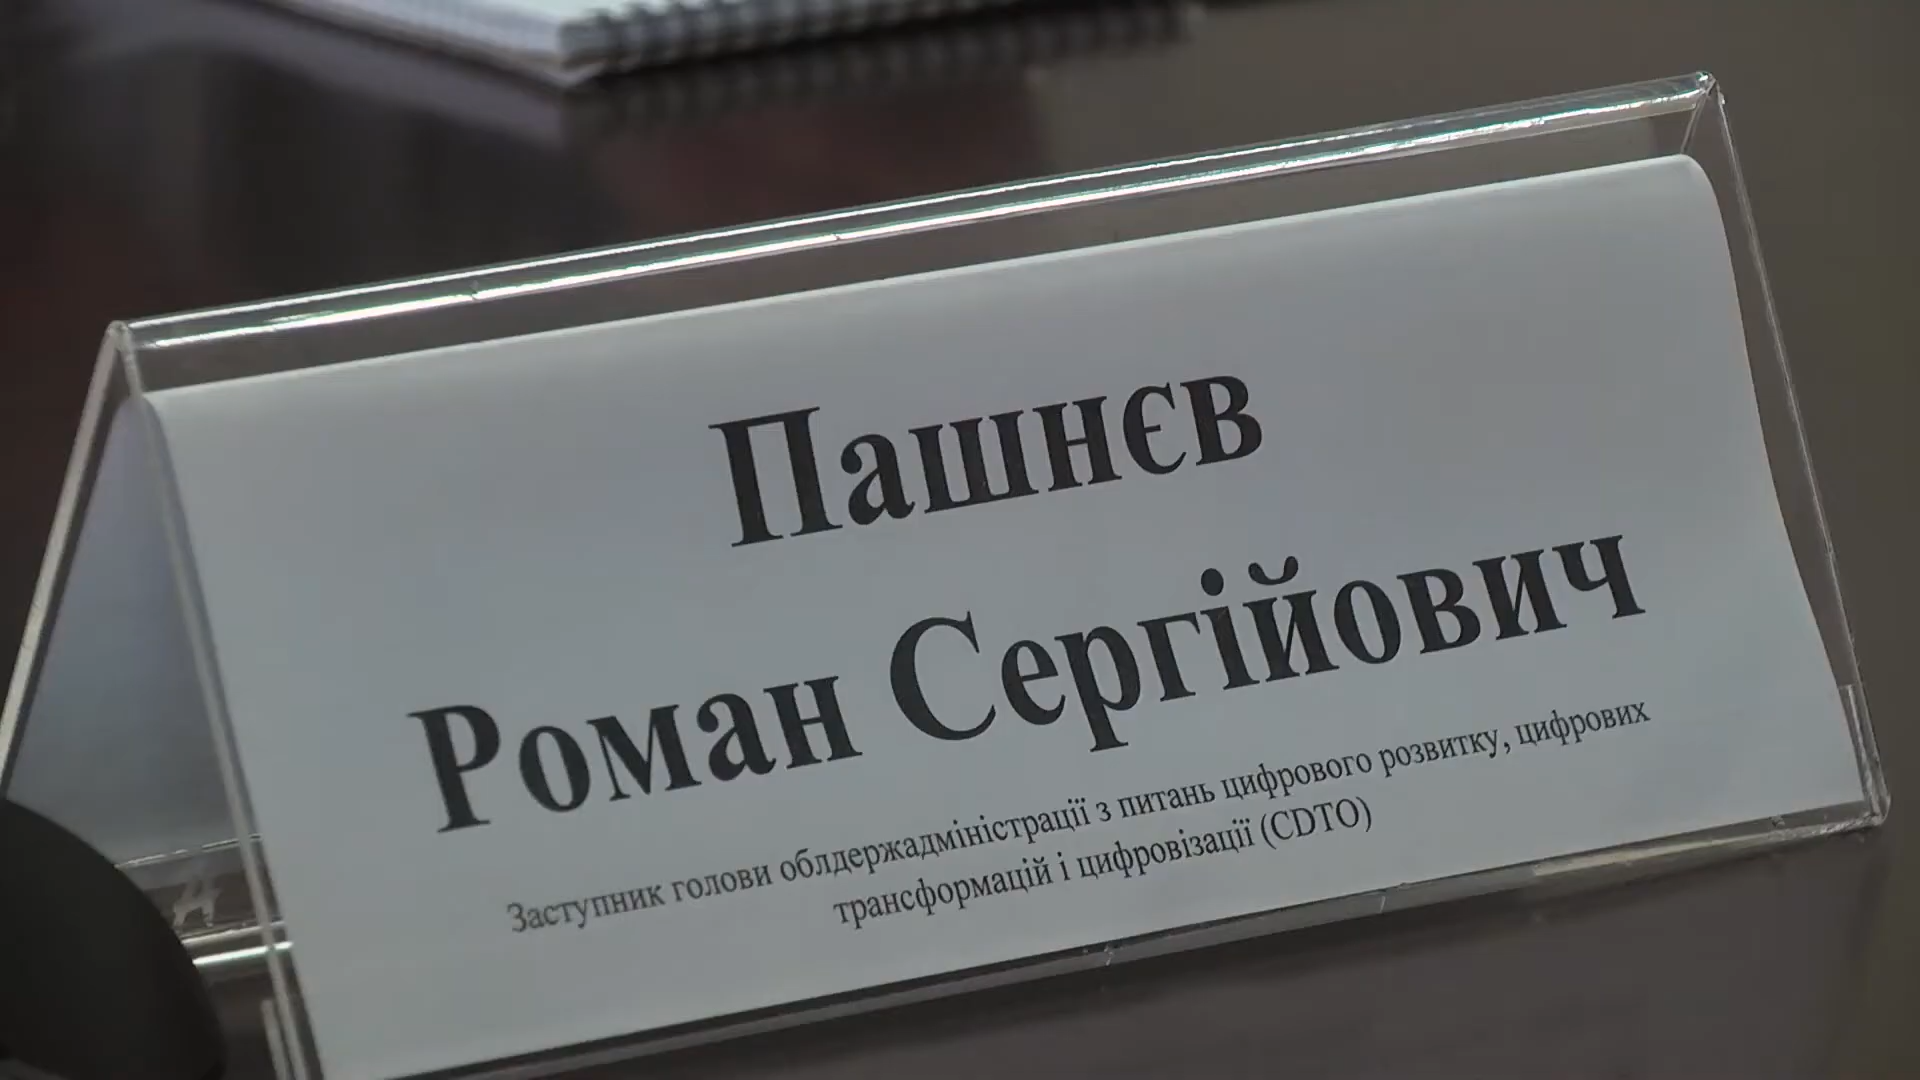 Пашнєв
Роман Сергійович
Заступник голови облдержадміністрації з питань цифрового розвитку, цифрових
трансформацій і цифровізації (CDTO)